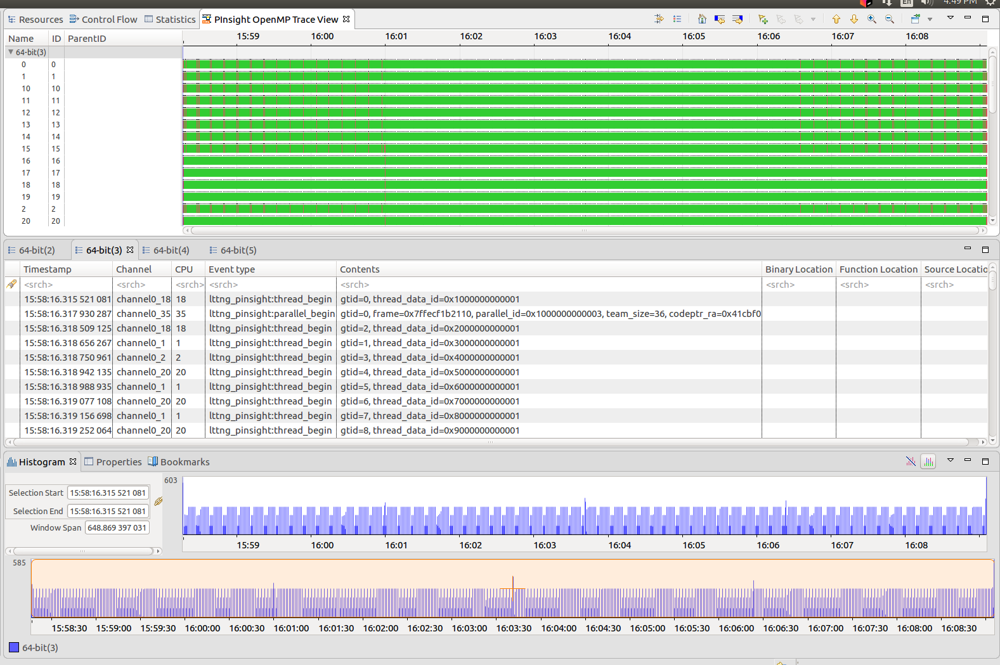 En 4:49 PM
Resources Control Flow Statistics PInsight OpenMP Trace View
Name ID ParentID 15:59 16:00 16:01 16:02 16:03 16:04 16:05 16:06 16:07 16:08
64-bit(3)
0 0
1 1
10 10
11 11
12 12
13 13
14 14
15 15
16 16
17 17
18 18
19 19
2 2
20 20
64-bit(2) 64-bit(3) 64-bit(4) 64-bit(5)
Timestamp Channel CPU Event type Contents Binary Location Function Location Source Locatio
<srch> <srch> <srch> <srch> <srch> <srch> <srch> <srch>
15:58:16.315 521 081 channel0_18 18 lttng_pinsight:thread_begin gtid=0, thread_data_id=0x1000000000001
15:58:16.317 930 287 channel0_35 35 lttng_pinsight:parallel_begin gtid=0, frame=0x7ffecf1b2110, parallel_id=0x1000000000003, team_size=36, codeptr_ra=0x41cbf0
15:58:16.318 509 125 channel0_18 18 lttng_pinsight:thread_begin gtid=2, thread_data_id=0x2000000000001
15:58:16.318 656 267 channel0_1 1 lttng_pinsight:thread_begin gtid=1, thread_data_id=0x3000000000001
15:58:16.318 750 961 channel0_2 2 lttng_pinsight:thread_begin gtid=3, thread_data_id=0x4000000000001
15:58:16.318 942 135 channel0_20 20 lttng_pinsight:thread_begin gtid=4, thread_data_id=0x5000000000001
15:58:16.318 988 935 channel0_1 1 lttng_pinsight:thread_begin gtid=5, thread_data_id=0x6000000000001
15:58:16.319 077 108 channel0_20 20 lttng_pinsight:thread_begin gtid=6, thread_data_id=0x7000000000001
15:58:16.319 156 698 channel0_1 1 lttng_pinsight:thread_begin gtid=7, thread_data_id=0x8000000000001
15:58:16.319 252 064 channel0_20 20 lttng_pinsight:thread_begin gtid=8, thread_data_id=0x9000000000001
Histogram Properties Bookmarks
603
Selection Start 15:58:16.315 521 081
Selection End 15:58:16.315 521 081
Window Span 648.869 397 031
15:59 16:00 16:01 16:02 16:03 16:04 16:05 16:06 16:07 16:08
585
15:58:30 15:59:00 15:59:30 16:00:00 16:00:30 16:01:00 16:01:30 16:02:00 16:02:30 16:03:00 16:03:30 16:04:00 16:04:30 16:05:00 16:05:30 16:06:00 16:06:30 16:07:00 16:07:30 16:08:00 16:08:30
64-bit(3)